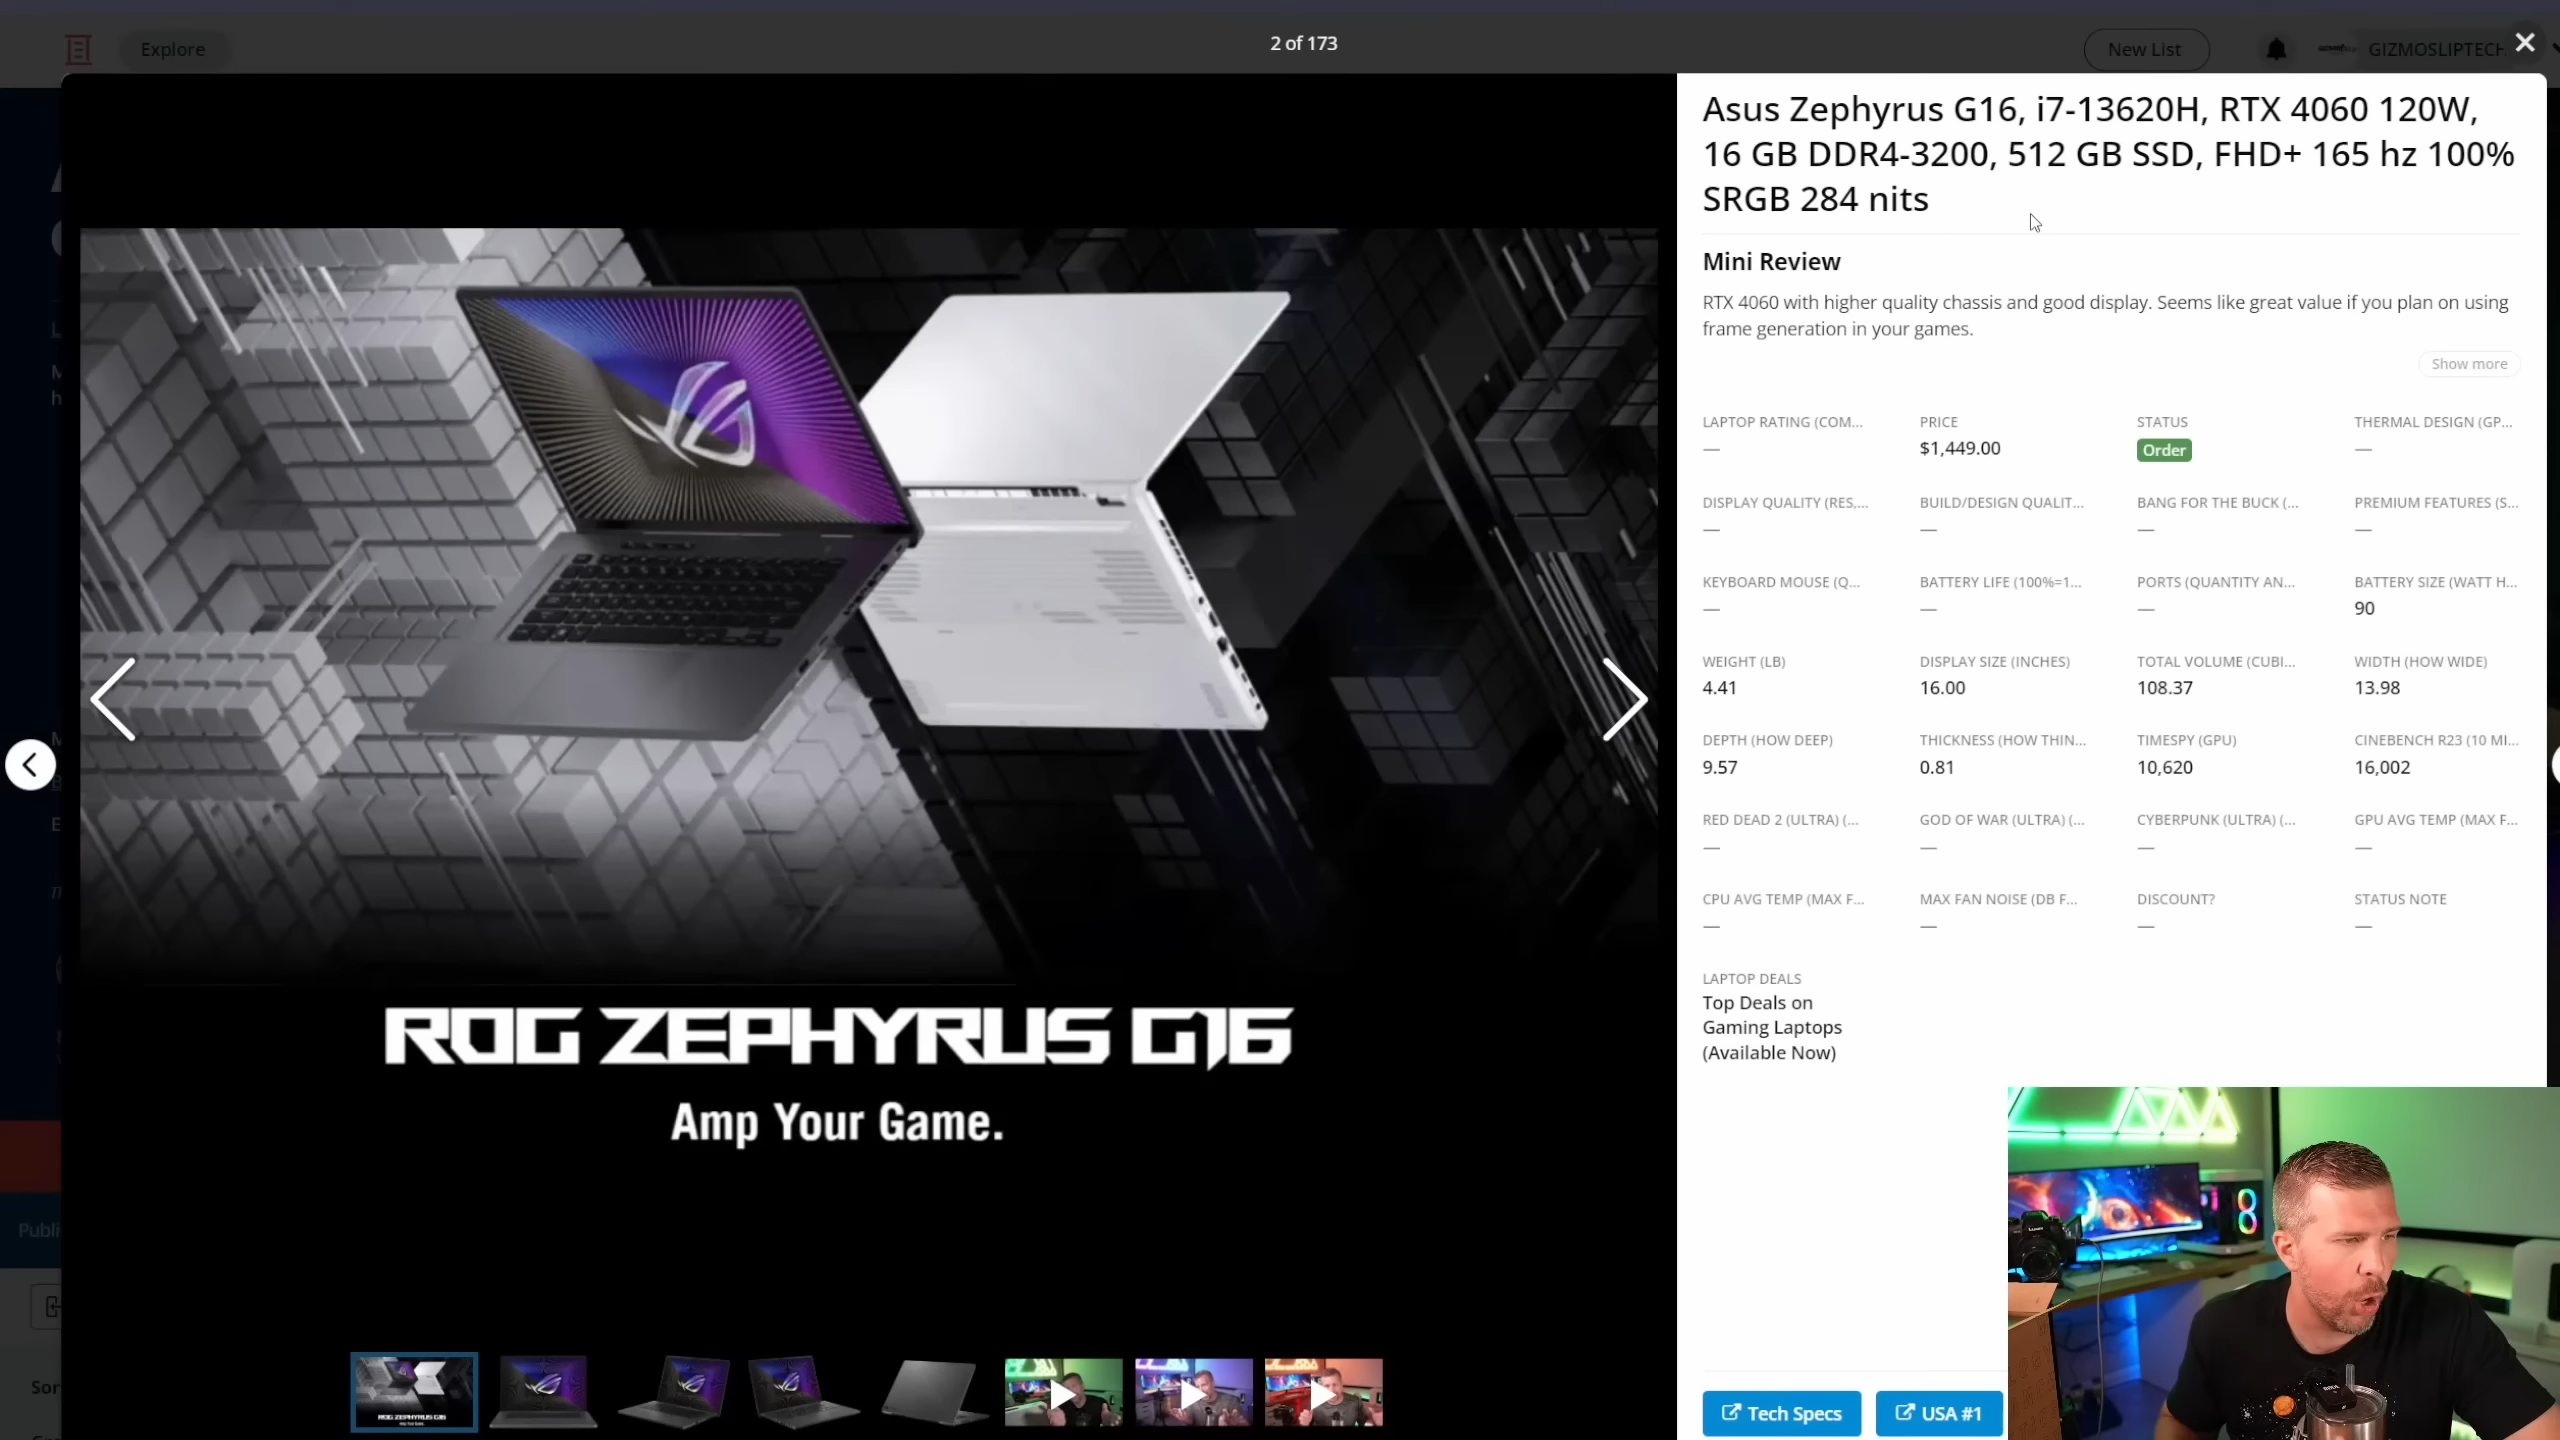 2 of 173
Explore
New List
GIZMOSLIPTECH
Asus Zephyrus G16, i7-13620H, RTX 4060 120W,
16 GB DDR4-3200, 512 GB SSD, FHD+ 165 hz 100%
SRGB 284 nits
Mini Review
RTX 4060 with higher quality chassis and good display. Seems like great value if you plan on using
frame generation in your games.
Show more
LAPTOP RATING (COM...
—
PRICE
$1,449.00
STATUS
Order
THERMAL DESIGN (GP...
—
DISPLAY QUALITY (RES,...
—
BUILD/DESIGN QUALIT...
—
BANG FOR THE BUCK (...
—
PREMIUM FEATURES (S...
—
KEYBOARD MOUSE (Q...
—
BATTERY LIFE (100%=1...
—
PORTS (QUANTITY AN...
—
BATTERY SIZE (WATT H...
90
WEIGHT (LB)
4.41
DISPLAY SIZE (INCHES)
16.00
TOTAL VOLUME (CUBI...
108.37
WIDTH (HOW WIDE)
13.98
DEPTH (HOW DEEP)
9.57
THICKNESS (HOW THIN...
0.81
TIMESPY (GPU)
10,620
CINEBENCH R23 (10 MI...
16,002
RED DEAD 2 (ULTRA) (...
—
GOD OF WAR (ULTRA) (...
—
CYBERPUNK (ULTRA) (...
—
GPU AVG TEMP (MAX F...
—
CPU AVG TEMP (MAX F...
—
MAX FAN NOISE (DB F...
—
DISCOUNT?
—
STATUS NOTE
—
LAPTOP DEALS
Top Deals on
Gaming Laptops
(Available Now)
Tech Specs
USA #1
ROG ZEPHYRUS G16
Amp Your Game.
ROG ZEPHYRUS G16
Publi
Sor